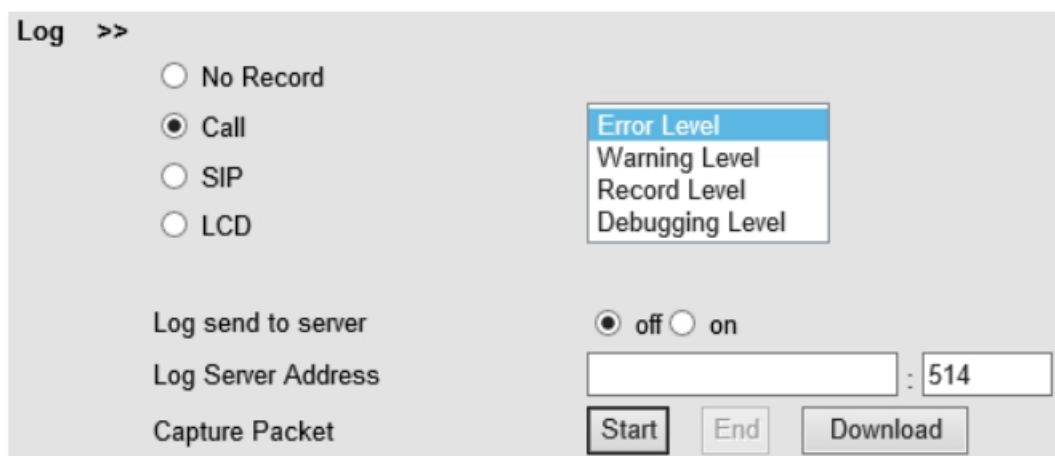 Log >>
No Record
Call
SIP
LCD
Error Level
Warning Level
Record Level
Debugging Level
Log send to server
off on
Log Server Address
: 514
Capture Packet
Start End Download